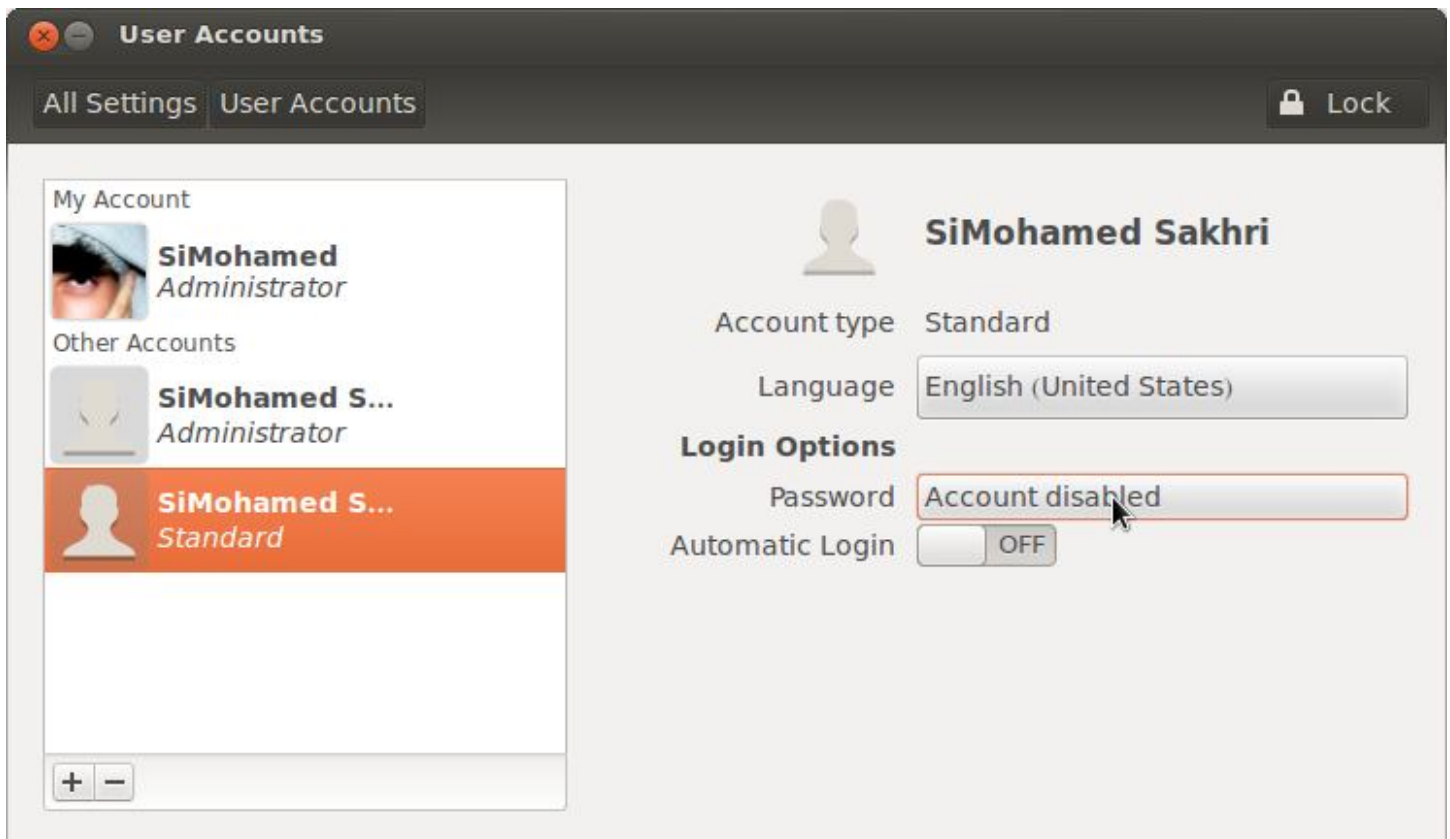 User Accounts
All Settings User Accounts Lock
My Account
SiMohamed
Administrator
Other Accounts
SiMohamed S...
Administrator
SiMohamed S...
Standard
SiMohamed Sakhri
Account type Standard
Language English (United States)
Login Options
Password Account disabled
Automatic Login OFF